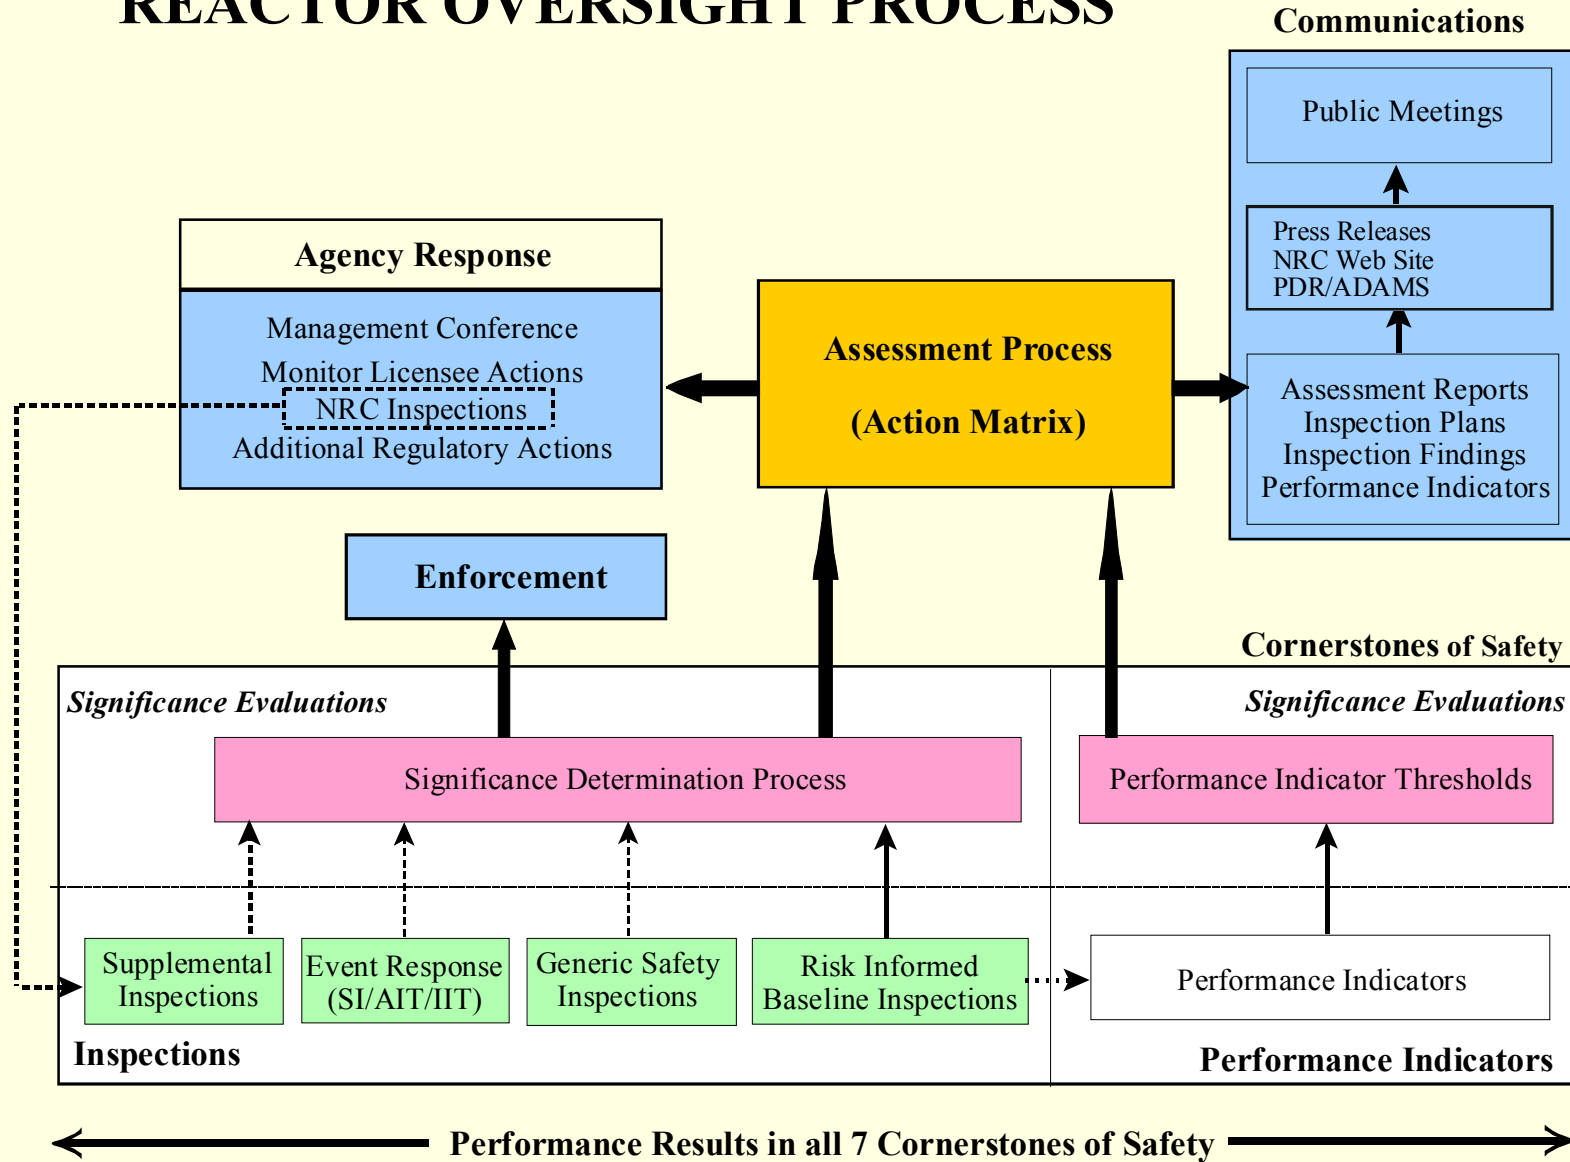 REACTOR OVERSIGHT PROCESS
Communications
Public Meetings
Press Releases
NRC Web Site
PDR/ADAMS
Assessment Reports
Inspection Plans
Inspection Findings
Performance Indicators
Agency Response
Management Conference
Monitor Licensee Actions
NRC Inspections
Additional Regulatory Actions
Assessment Process
(Action Matrix)
Enforcement
Cornerstones of Safety
Significance Evaluations
Significance Evaluations
Significance Determination Process
Performance Indicator Thresholds
Supplemental
Inspections
Event Response
(SI/AIT/IIT)
Generic Safety
Inspections
Risk Informed
Baseline Inspections
Performance Indicators
Inspections
Performance Indicators
Performance Results in all 7 Cornerstones of Safety